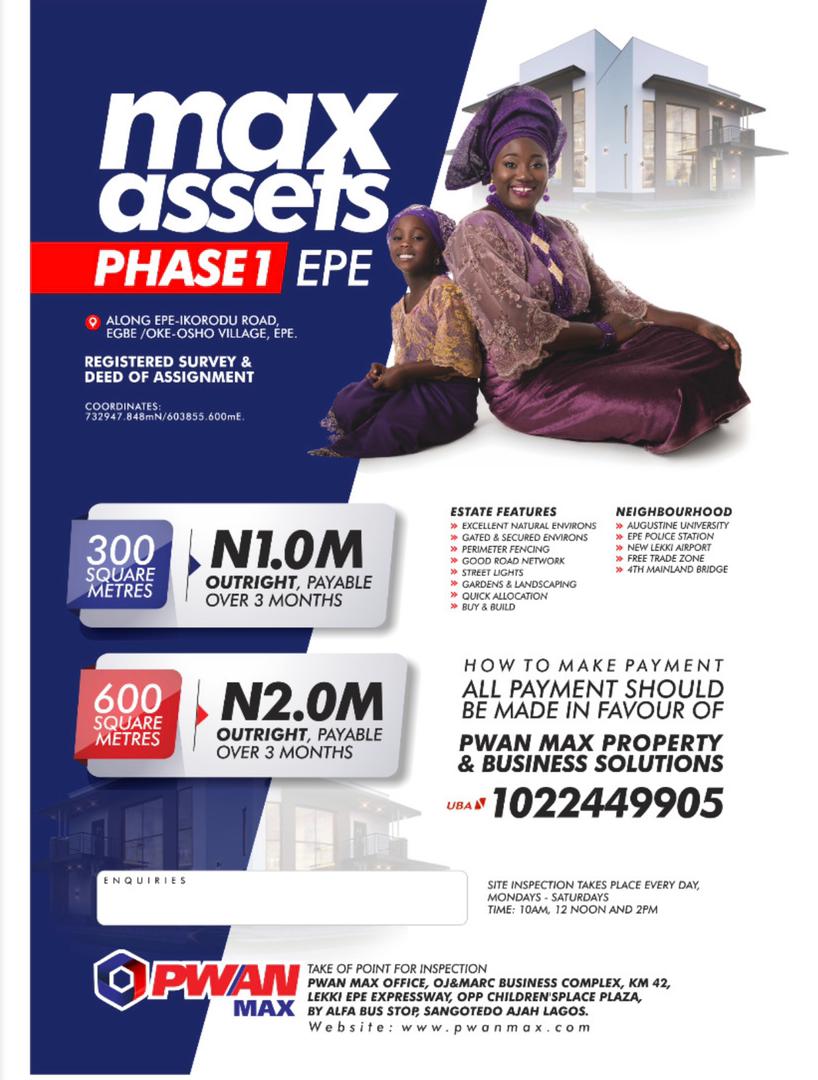 max
assets
PHASE 1 EPE
ALONG EPE-IKORODU ROAD,
EGBE /OKE-OSHO VILLAGE, EPE.
REGISTERED SURVEY &
DEED OF ASSIGNMENT
COORDINATES:
732947.848mN/603855.600mE.
300
SQUARE
METRES
N1.0M
OUTRIGHT, PAYABLE
OVER 3 MONTHS
600
SQUARE
METRES
N2.0M
OUTRIGHT, PAYABLE
OVER 3 MONTHS
ESTATE FEATURES
EXCELLENT NATURAL ENVIRONS
GATED & SECURED ENVIRONS
PERIMETER FENCING
GOOD ROAD NETWORK
STREET LIGHTS
GARDENS & LANDSCAPING
QUICK ALLOCATION
BUY & BUILD
NEIGHBOURHOOD
AUGUSTINE UNIVERSITY
EPE POLICE STATION
NEW LEKKI AIRPORT
FREE TRADE ZONE
4TH MAINLAND BRIDGE
HOW TO MAKE PAYMENT
ALL PAYMENT SHOULD
BE MADE IN FAVOUR OF
PWAN MAX PROPERTY
& BUSINESS SOLUTIONS
UBA 1022449905
ENQUIRIES
SITE INSPECTION TAKES PLACE EVERY DAY,
MONDAYS - SATURDAYS
TIME: 10AM, 12 NOON AND 2PM
PWAN
MAX
TAKE OF POINT FOR INSPECTION
PWAN MAX OFFICE, OJ&MARC BUSINESS COMPLEX, KM 42,
LEKKI EPE EXPRESSWAY, OPP CHILDREN'SPLACE PLAZA,
BY ALFA BUS STOP, SANGOTEDO AJAH LAGOS.
Website: www.pwanmax.com